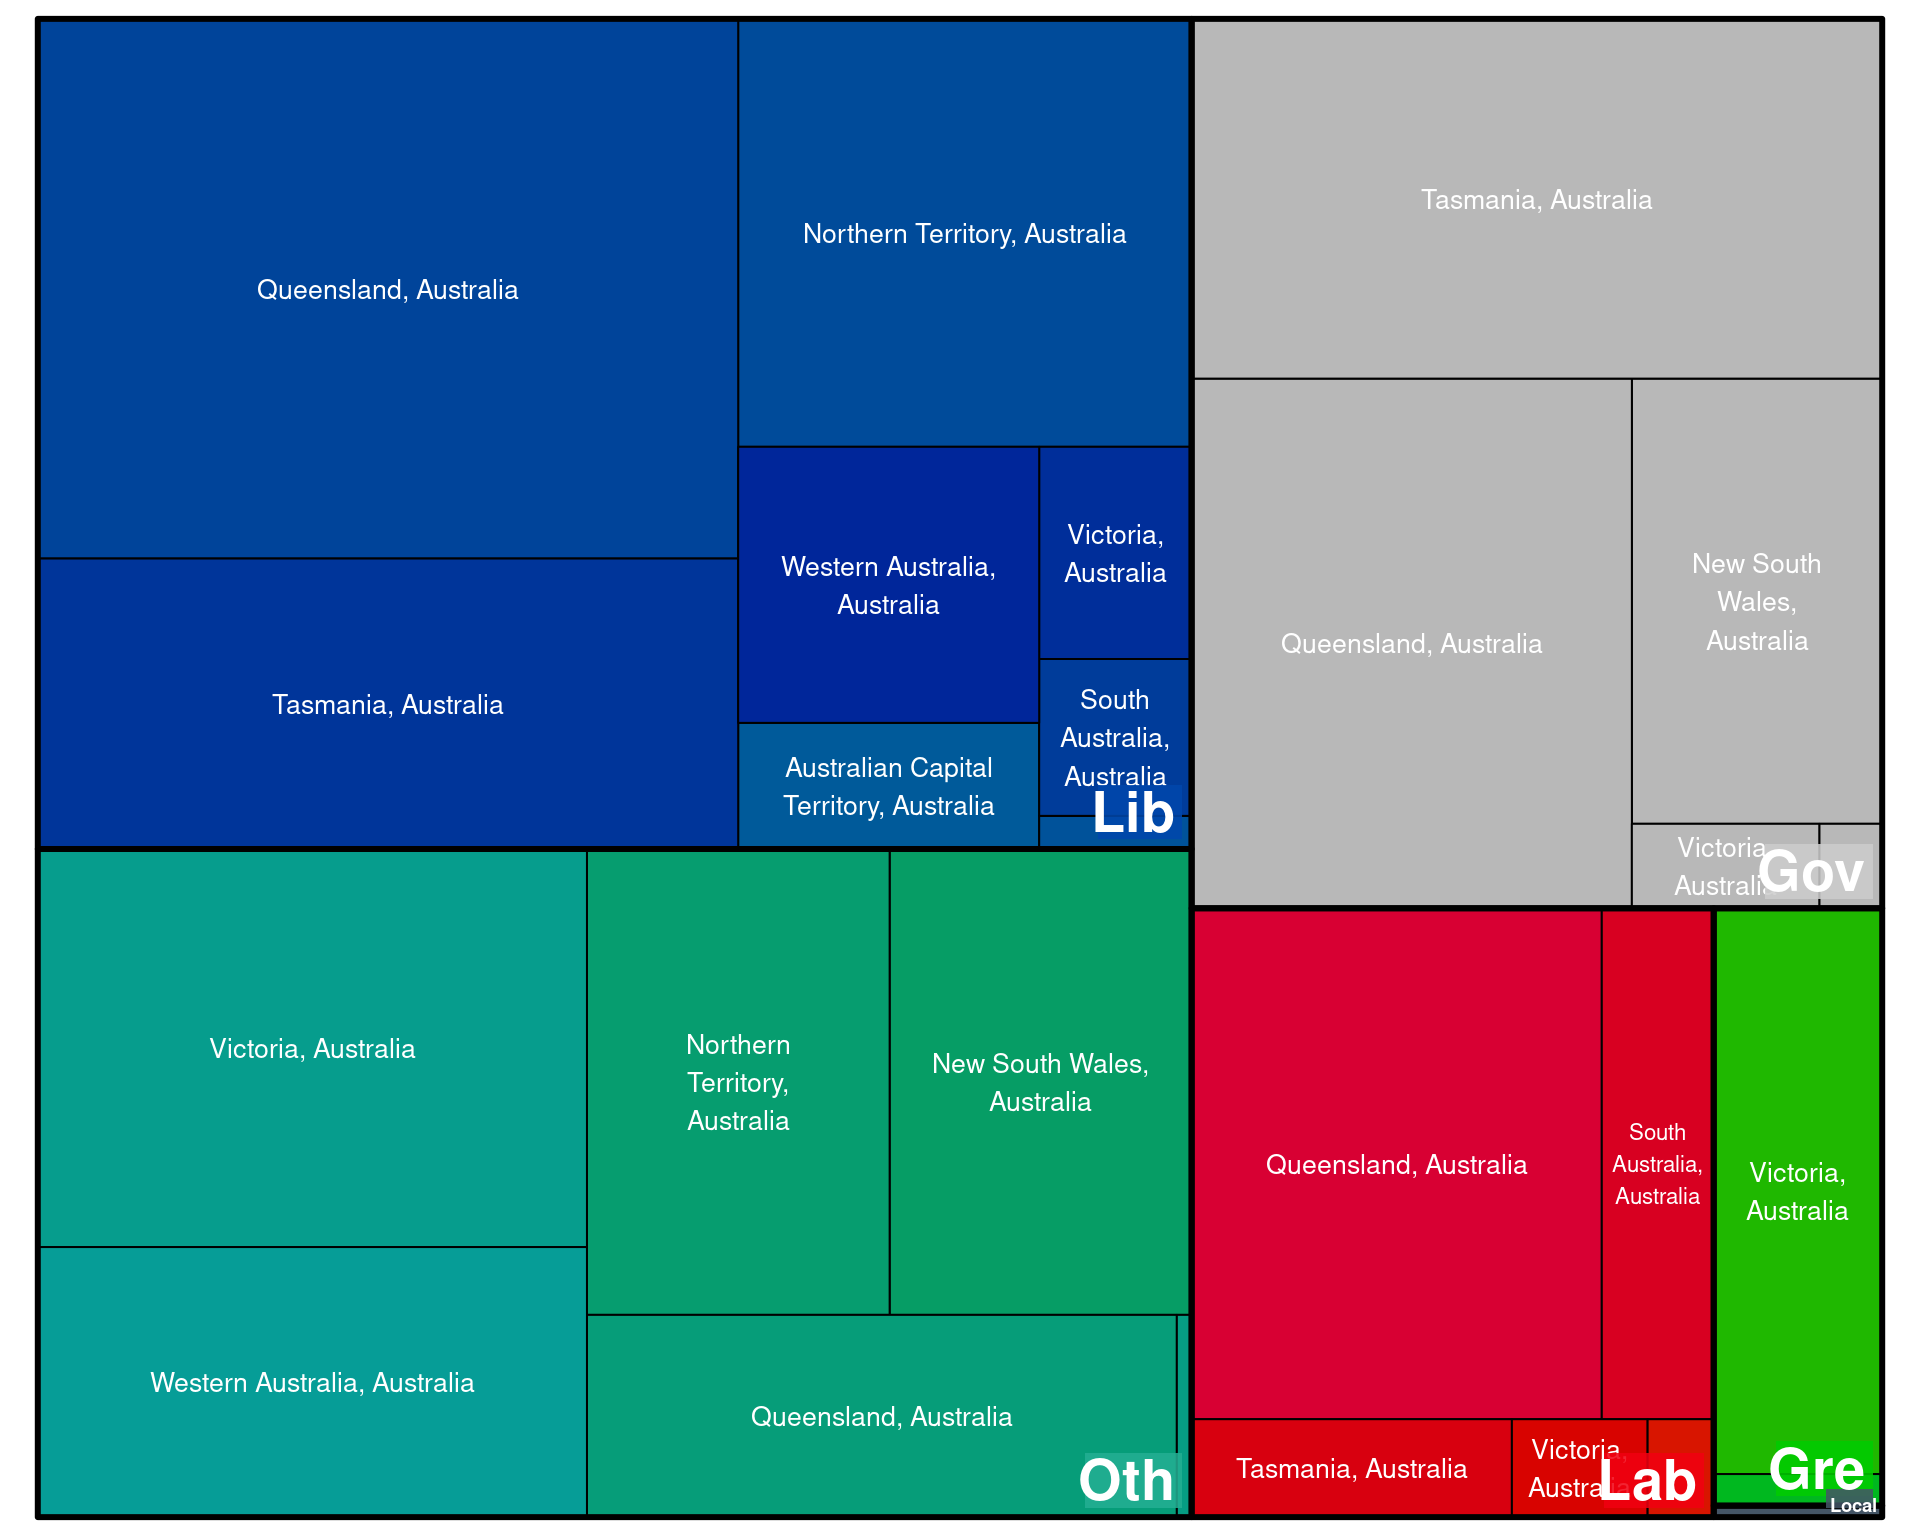 Queensland, Australia
Northern Territory, Australia
Tasmania, Australia
Western Australia,
Australia
Victoria,
Australia
South
Australia,
Australia
Australian Capital
Territory, Australia
Lib
Tasmania, Australia
Queensland, Australia
New South
Wales,
Australia
Victoria,
Australia
Gov
Victoria, Australia
Northern
Territory,
Australia
New South Wales,
Australia
Western Australia, Australia
Queensland, Australia
Oth
Queensland, Australia
South
Australia,
Australia
Tasmania, Australia
Victoria,
Australia
Lab
Victoria,
Australia
Gre
Local